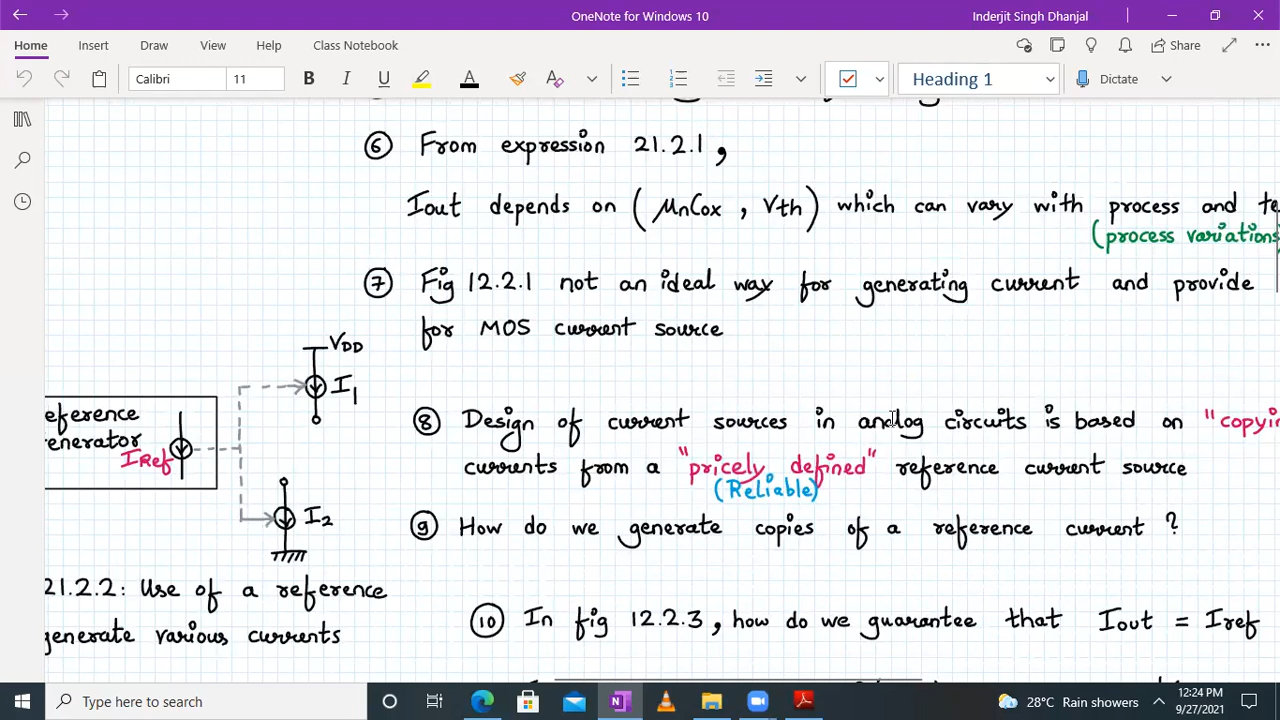 OneNote for Windows 10
Inderjit Singh Dhanjal
Home Insert Draw View Help Class Notebook
Share
Calibri 11 B I U A
Heading 1
Dictate
6 From expression 21.2.1,
Iout depends on (μnCox, Vth) which can vary with process and te
(process variations
7 Fig 12.2.1 not an ideal way for generating current and provide
for MOS current source
VDD
I1
eference
enerator
IRef
I2
21.2.2: Use of a reference
generate various currents
8 Design of current sources in analog circuits is based on "copyin
currents from a "pricely defined" reference current source
(Reliable)
9 How do we generate copies of a reference current?
10 In fig 12.2.3, how do we guarantee that Iout = Iref
Type here to search
28°C Rain showers
12:24 PM
9/27/2021